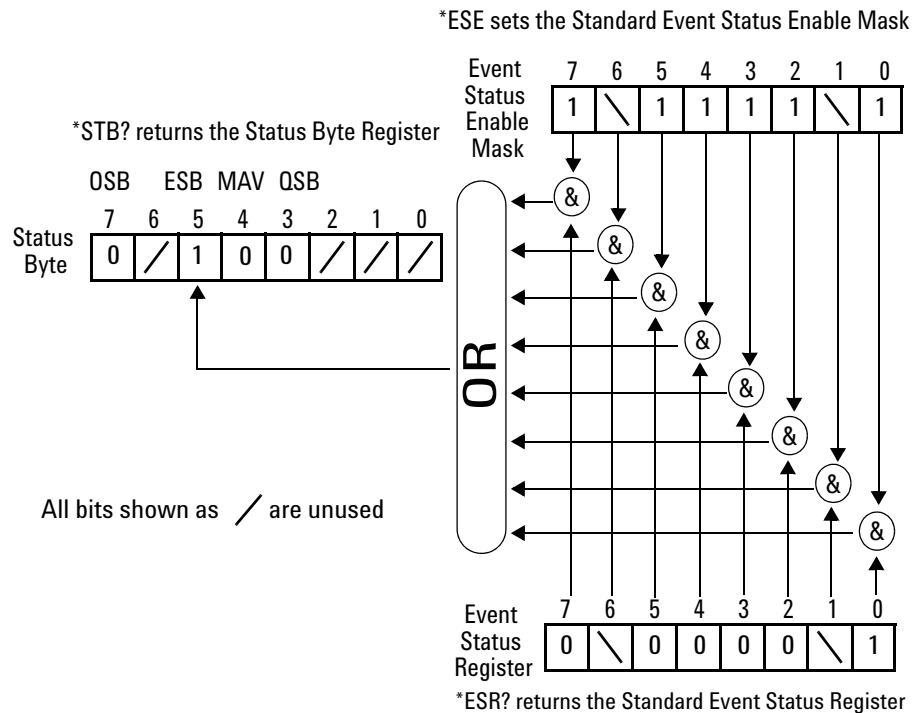 *ESE sets the Standard Event Status Enable Mask
Event Status Enable Mask
7 6 5 4 3 2 1 0
1 \ 1 1 1 1 \ 1
*STB? returns the Status Byte Register
OSB ESB MAV QSB
7 6 5 4 3 2 1 0
Status Byte
0 / 1 0 0 / / /
&
&
&
&
&
&
&
&
OR
All bits shown as / are unused
7 6 5 4 3 2 1 0
Event Status Register
0 \ 0 0 0 0 \ 1
*ESR? returns the Standard Event Status Register